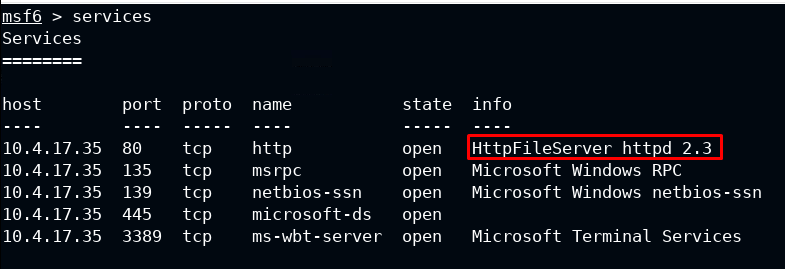 msf6 > services
Services
========
host        port  proto  name           state  info
----        ----  -----  ----           -----  ----
10.4.17.35  80    tcp    http           open   HttpFileServer httpd 2.3
10.4.17.35  135   tcp    msrpc          open   Microsoft Windows RPC
10.4.17.35  139   tcp    netbios-ssn    open   Microsoft Windows netbios-ssn
10.4.17.35  445   tcp    microsoft-ds   open
10.4.17.35  3389  tcp    ms-wbt-server  open   Microsoft Terminal Services